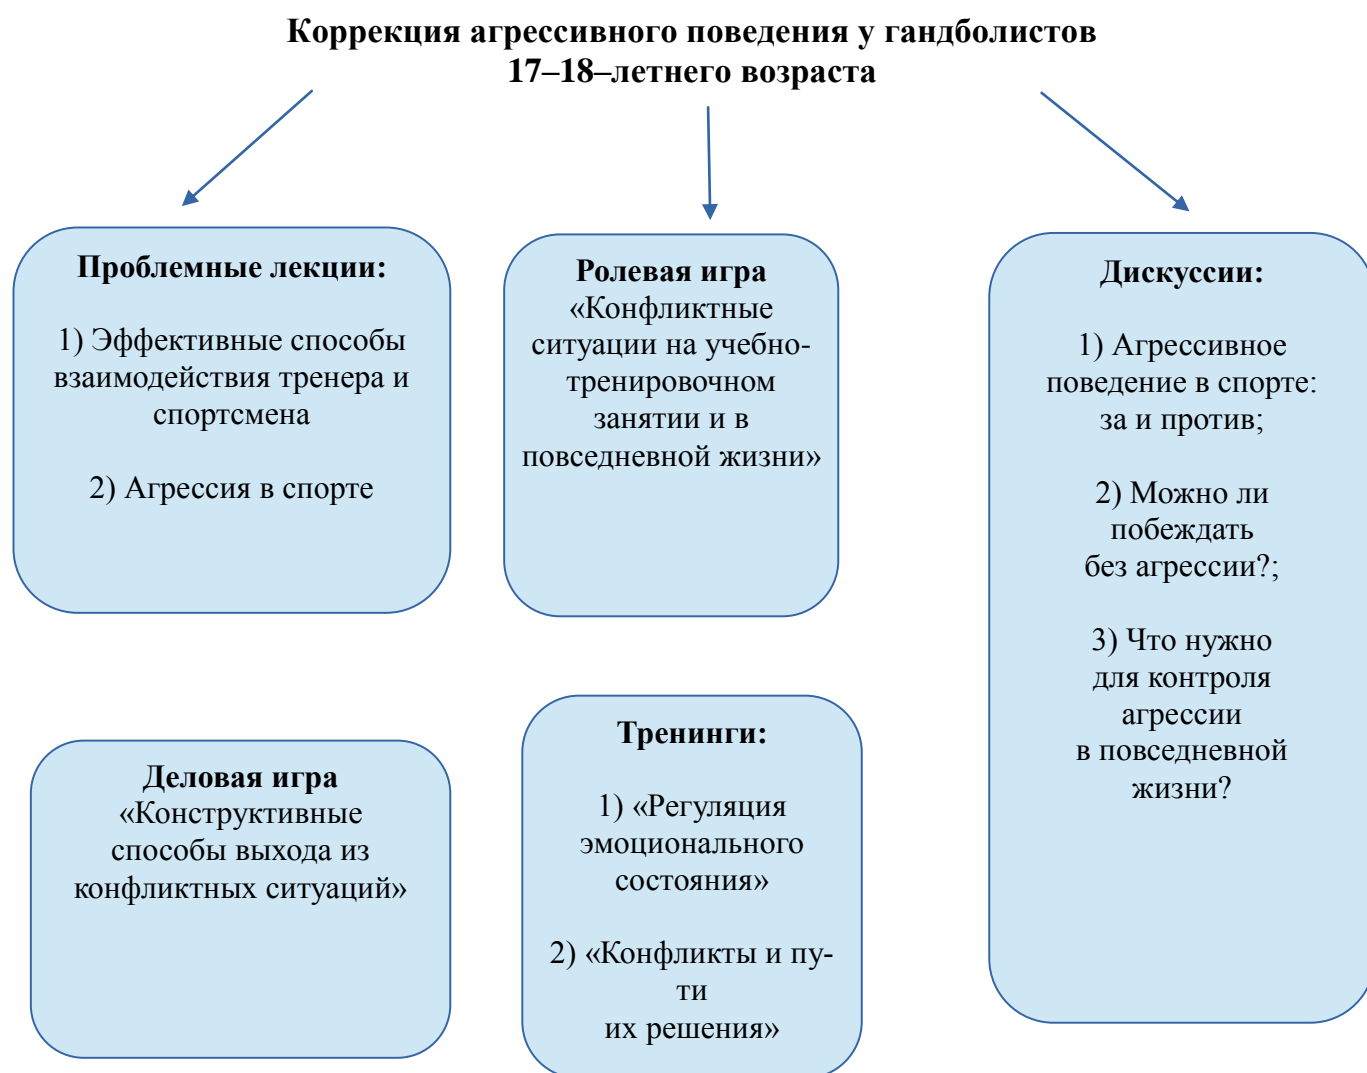 Коррекция агрессивного поведения у гандболистов
17–18–летнего возраста
Проблемные лекции:
1) Эффективные способы
взаимодействия тренера и
спортсмена
2) Агрессия в спорте
Ролевая игра
«Конфликтные
ситуации на учебно-
тренировочном
занятии и в
повседневной жизни»
Дискуссии:
1) Агрессивное
поведение в спорте:
за и против;
2) Можно ли
побеждать
без агрессии?;
3) Что нужно
для контроля
агрессии
в повседневной
жизни?
Деловая игра
«Конструктивные
способы выхода из
конфликтных ситуаций»
Тренинги:
1) «Регуляция
эмоционального
состояния»
2) «Конфликты и пу-
ти
их решения»